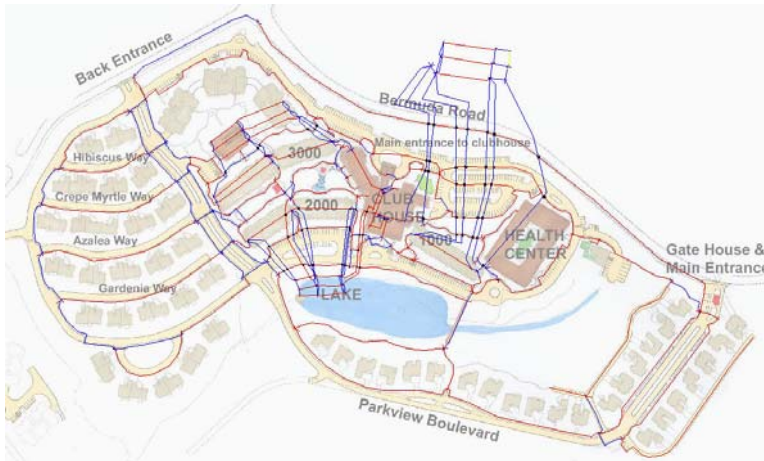 Back Entrance
Bermuda Road
Main entrance to clubhouse
Hibiscus Way
3000
Crepe Myrtle Way
CLUB
HOUSE
2000
Azalea Way
1000
HEALTH
CENTER
Gate House &
Main Entrance
Gardenia Way
LAKE
Parkview Boulevard